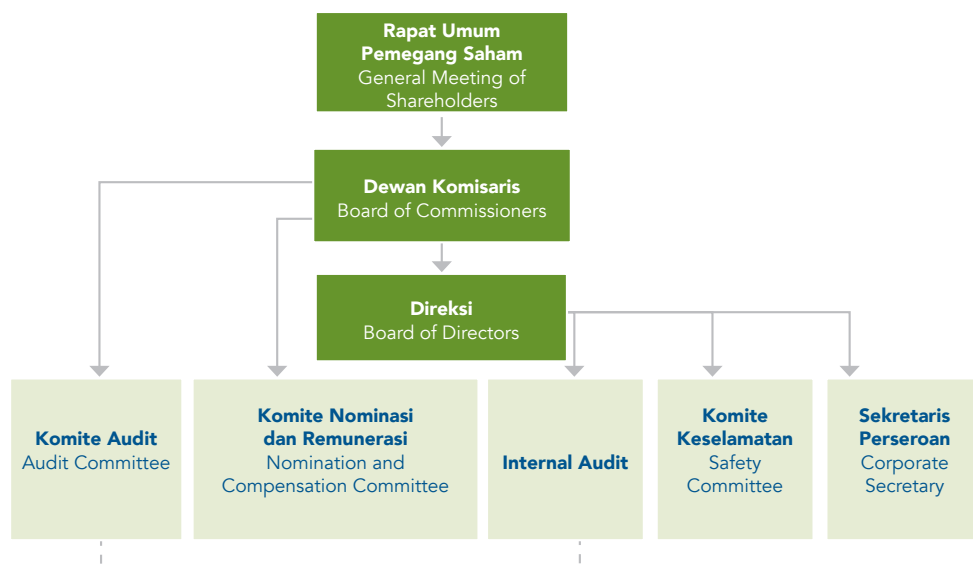 Rapat Umum
Pemegang Saham
General Meeting of
Shareholders
Dewan Komisaris
Board of Commissioners
Direksi
Board of Directors
Komite Audit
Audit Committee
Komite Nominasi
dan Remunerasi
Nomination and
Compensation Committee
Internal Audit
Komite
Keselamatan
Safety
Committee
Sekretaris
Perseroan
Corporate
Secretary